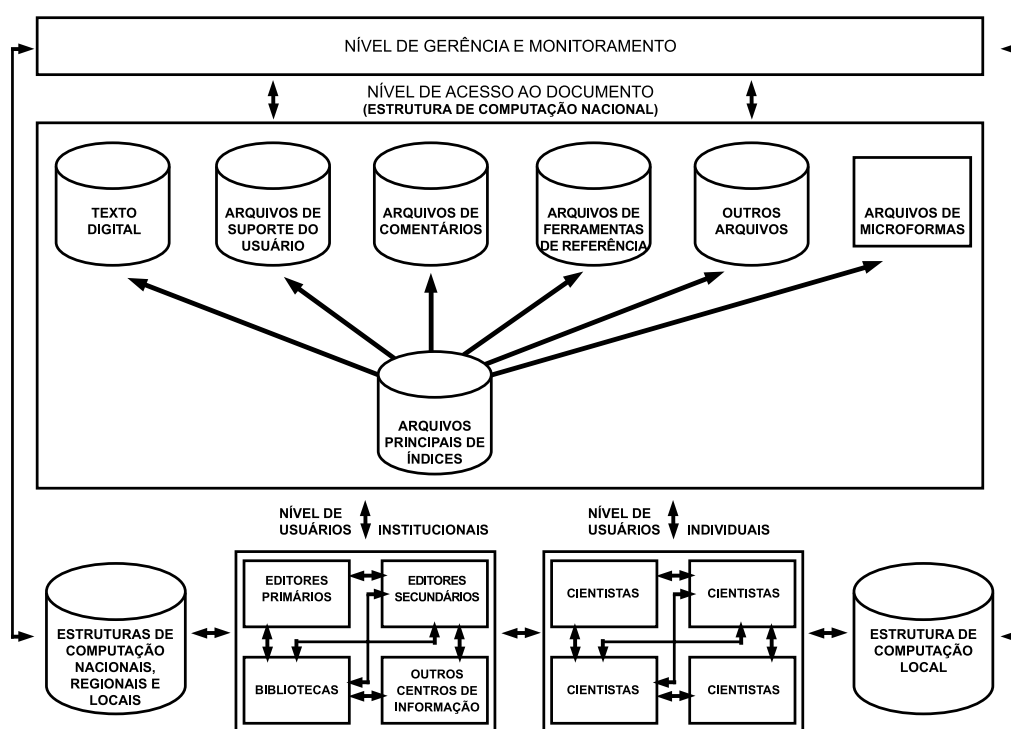 NÍVEL DE GERÊNCIA E MONITORAMENTO
NÍVEL DE ACESSO AO DOCUMENTO
(ESTRUTURA DE COMPUTAÇÃO NACIONAL)
TEXTO
DIGITAL
ARQUIVOS DE
SUPORTE DO
USUÁRIO
ARQUIVOS DE
COMENTÁRIOS
ARQUIVOS DE
FERRAMENTAS
DE REFERÊNCIA
OUTROS
ARQUIVOS
ARQUIVOS DE
MICROFORMAS
ARQUIVOS
PRINCIPAIS DE
ÍNDICES
NÍVEL DE
USUÁRIOS INSTITUCIONAIS
NÍVEL DE
USUÁRIOS INDIVIDUAIS
ESTRUTURAS DE
COMPUTAÇÃO
NACIONAIS,
REGIONAIS E
LOCAIS
EDITORES
PRIMÁRIOS
EDITORES
SECUNDÁRIOS
BIBLIOTECAS
OUTROS
CENTROS DE
INFORMAÇÃO
CIENTISTAS
CIENTISTAS
CIENTISTAS
CIENTISTAS
ESTRUTURA DE
COMPUTAÇÃO
LOCAL